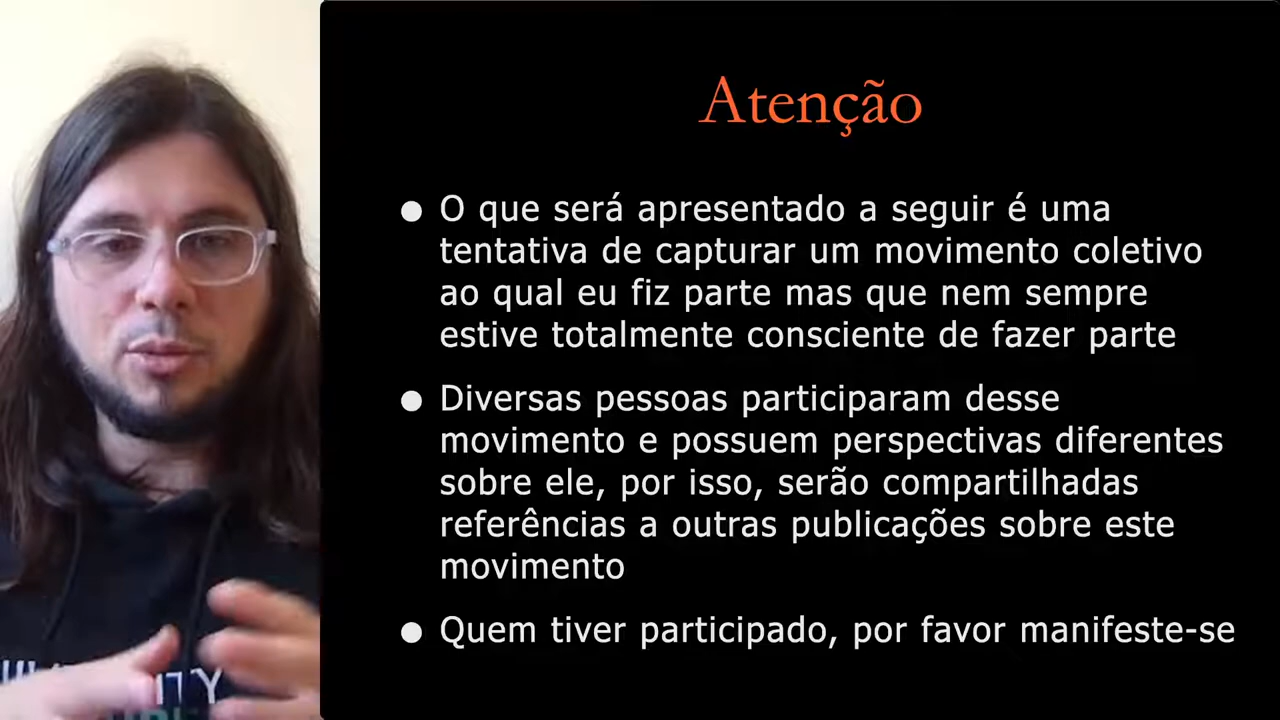 Atenção
● O que será apresentado a seguir é uma
tentativa de capturar um movimento coletivo
ao qual eu fiz parte mas que nem sempre
estive totalmente consciente de fazer parte
● Diversas pessoas participaram desse
movimento e possuem perspectivas diferentes
sobre ele, por isso, serão compartilhadas
referências a outras publicações sobre este
movimento
● Quem tiver participado, por favor manifeste-se